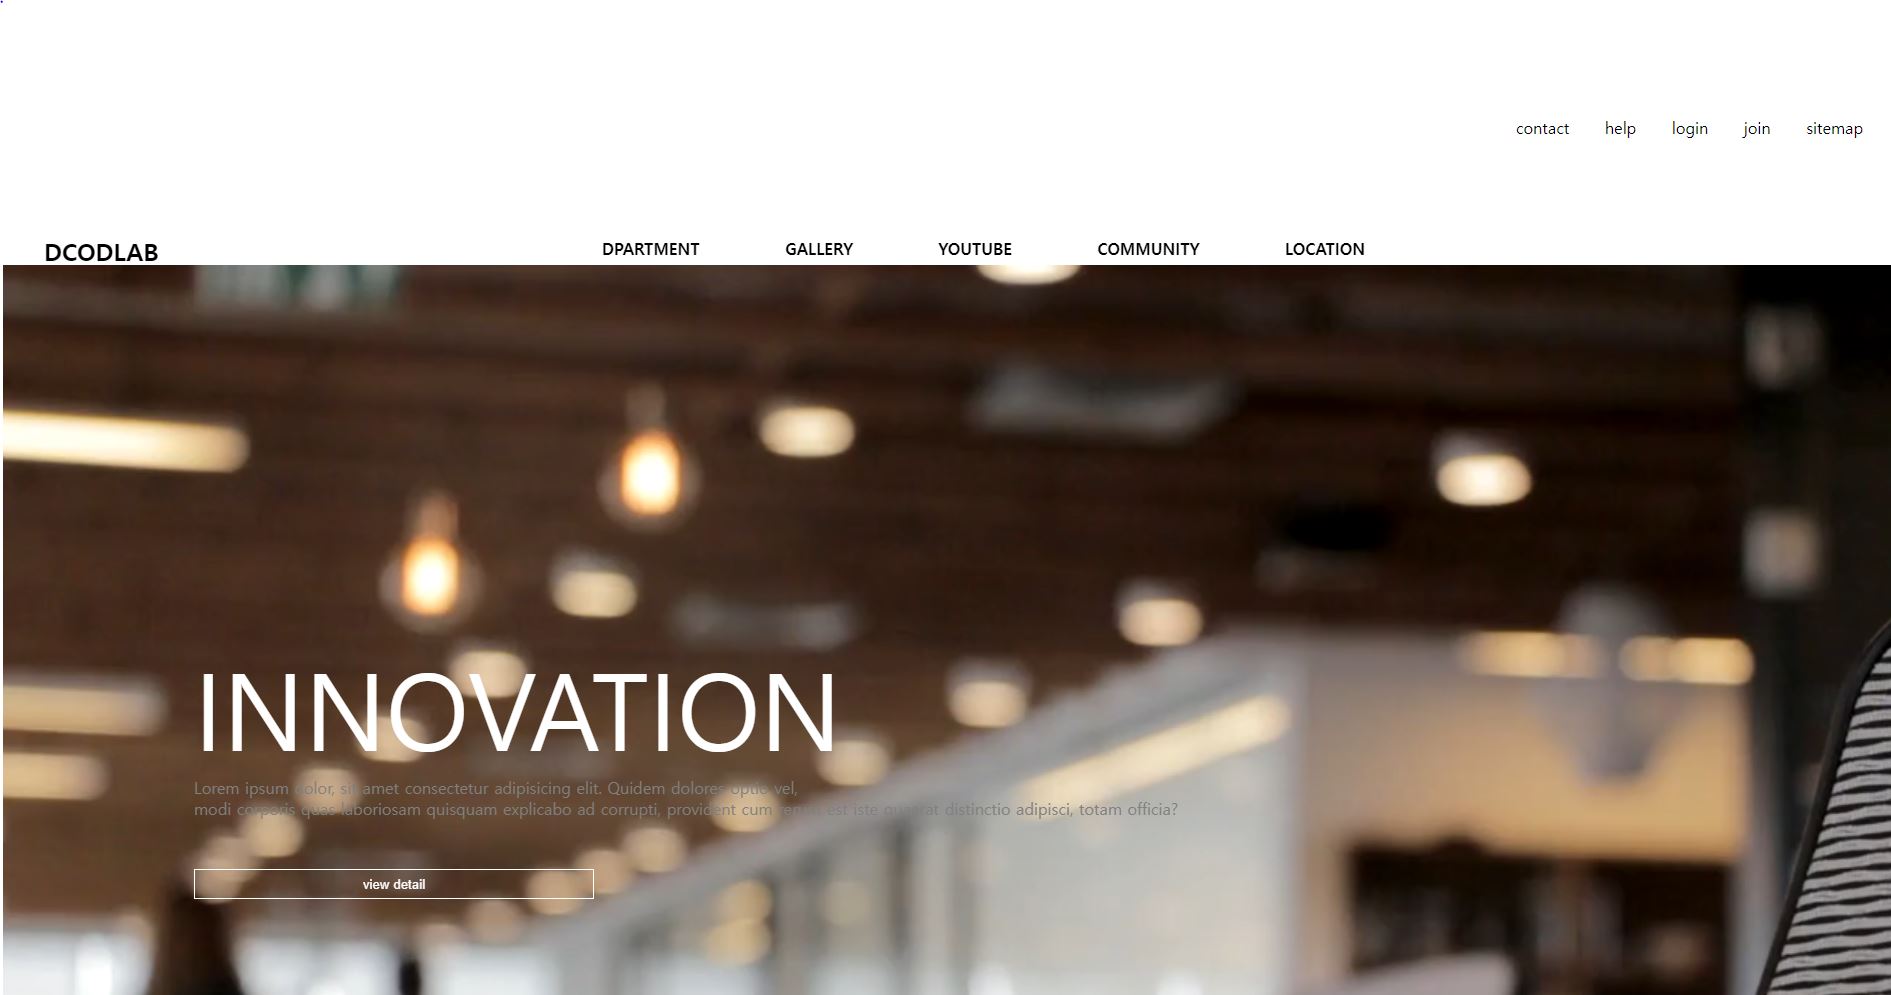 contact help login join sitemap
DCODLAB DPARTMENT GALLERY YOUTUBE COMMUNITY LOCATION
INNOVATION
Lorem ipsum dolor, sit amet consectetur adipisicing elit. Quidem dolores optio vel,
modi corporis quas laboriosam quisquam explicabo ad corrupti, provident cum rerum est iste quaerat distinctio adipisci, totam officia?
view detail